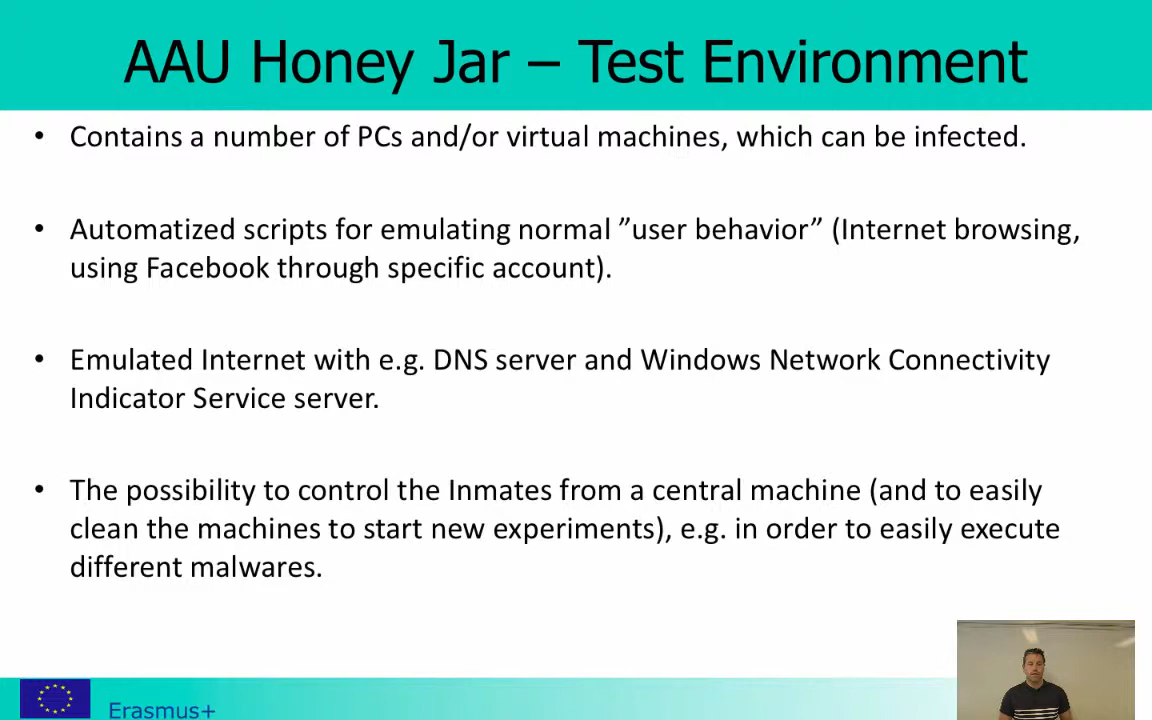 AAU Honey Jar – Test Environment
• Contains a number of PCs and/or virtual machines, which can be infected.
• Automatized scripts for emulating normal ”user behavior” (Internet browsing,
using Facebook through specific account).
• Emulated Internet with e.g. DNS server and Windows Network Connectivity
Indicator Service server.
• The possibility to control the Inmates from a central machine (and to easily
clean the machines to start new experiments), e.g. in order to easily execute
different malwares.
Erasmus+